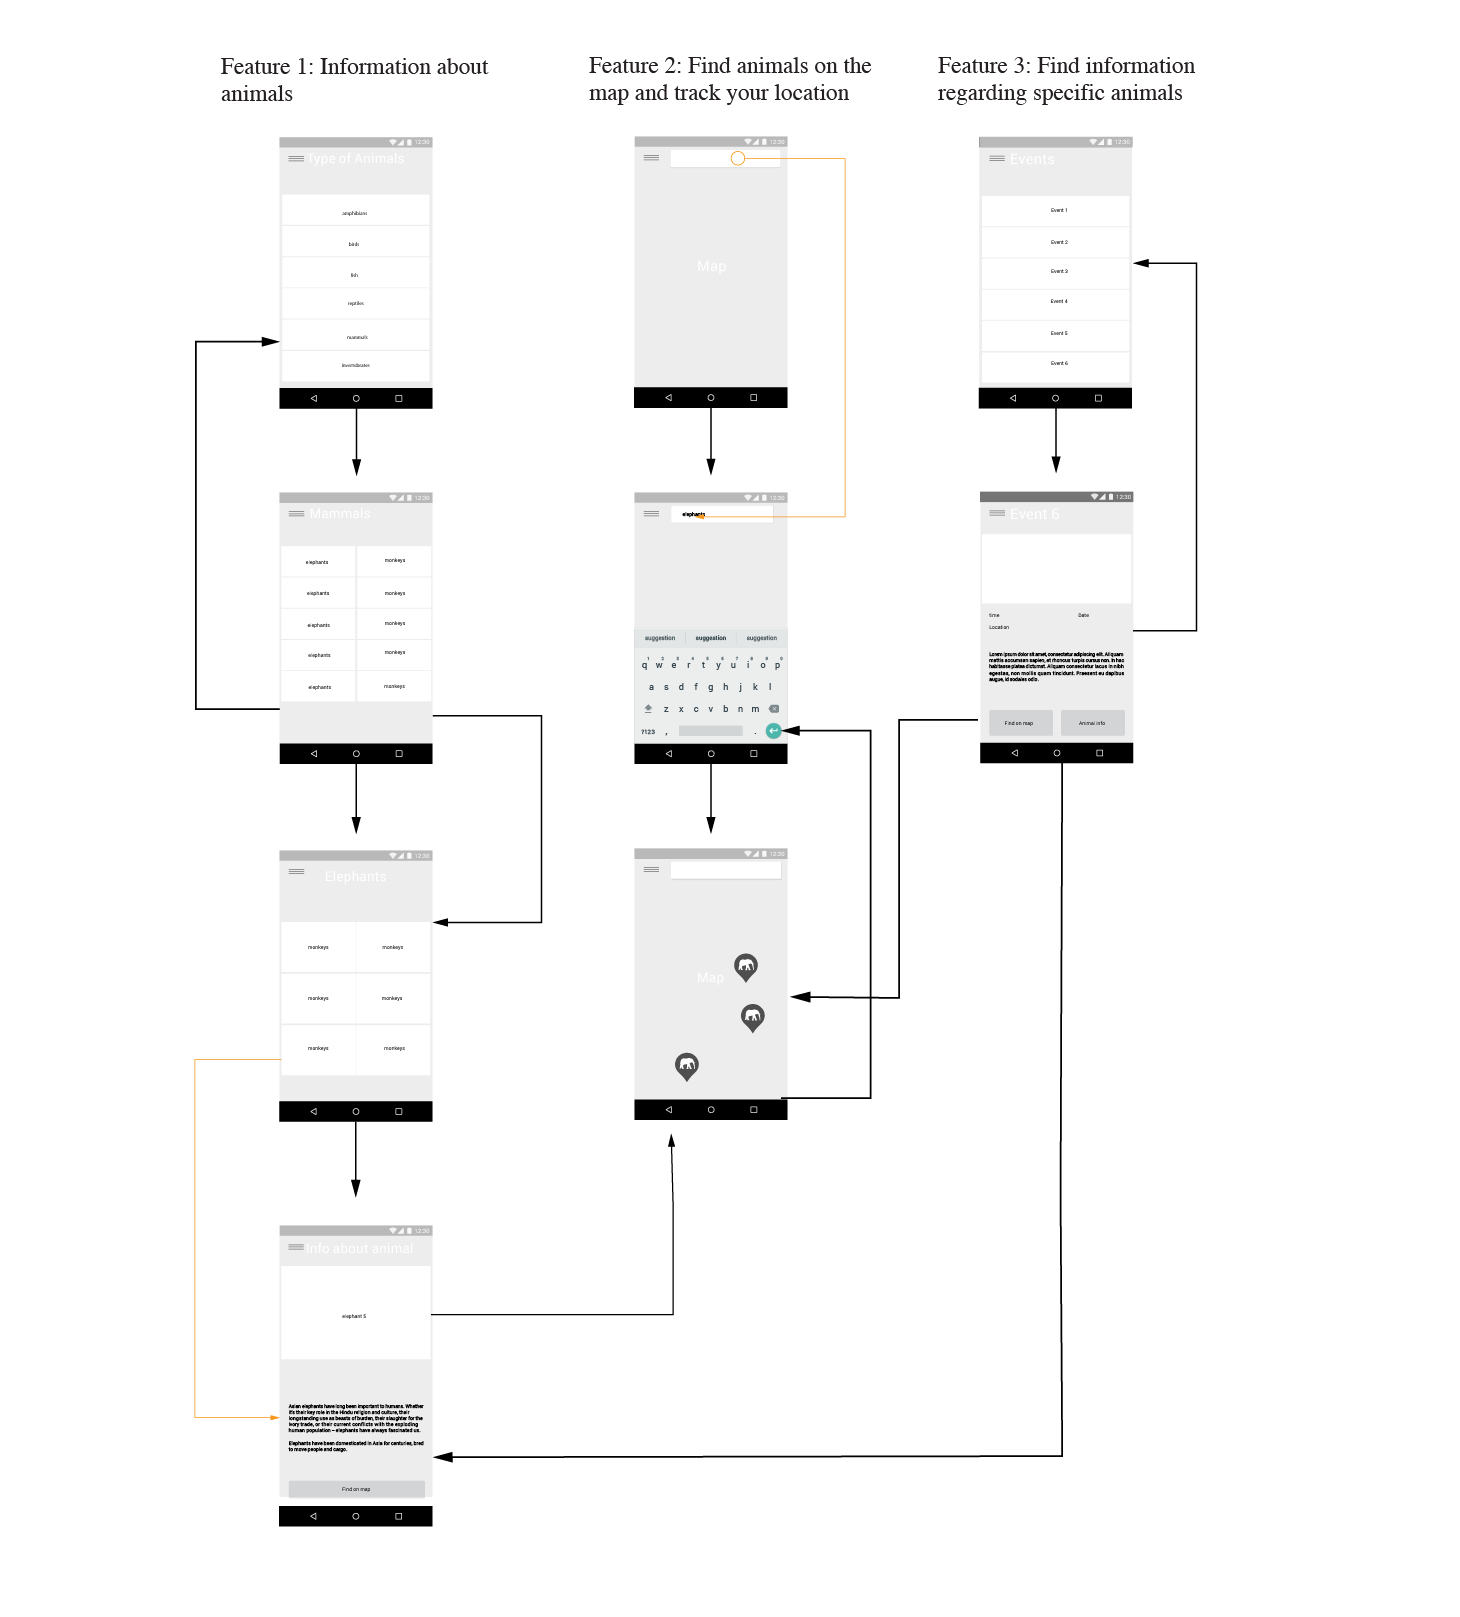 Feature 1: Information about
animals
Feature 2: Find animals on the
map and track your location
Feature 3: Find information
regarding specific animals
12:30
Type of Animals
amphibians
birds
fish
reptiles
mammals
invertebrates
12:30
Map
12:30
Events
Event 1
Event 2
Event 3
Event 4
Event 5
Event 6
12:30
Mammals
elephants monkeys
elephants monkeys
elephants monkeys
elephants monkeys
elephants monkeys
12:30
elephants
suggestion suggestion suggestion
1 2 3 4 5 6 7 8 9 0
q w e r t y u i o p
a s d f g h j k l
z x c v b n m
?123 , .
12:30
Event 6
time Date
Location
Lorem ipsum dolor sit amet, consectetur adipiscing elit. Aliquam
mattis accumsan sapien, et rhoncus turpis cursus non. In hac
habitasse platea dictumst. Aliquam consectetur lacus in nibh
egestas, non mollis quam tincidunt. Praesent eu dapibus
augue, id sodales odio.
Find on map Animal info
12:30
Elephants
monkeys monkeys
monkeys monkeys
monkeys monkeys
12:30
Map
12:30
Info about animal
elephant 5
Asian elephants have long been important to humans. Whether
it's their key role in the Hindu religion and culture, their
longstanding use as beasts of burden, their slaughter for the
ivory trade, or their current conflicts with the exploding
human population – elephants have always fascinated us.
Elephants have been domesticated in Asia for centuries, bred
to move people and cargo.
Find on map